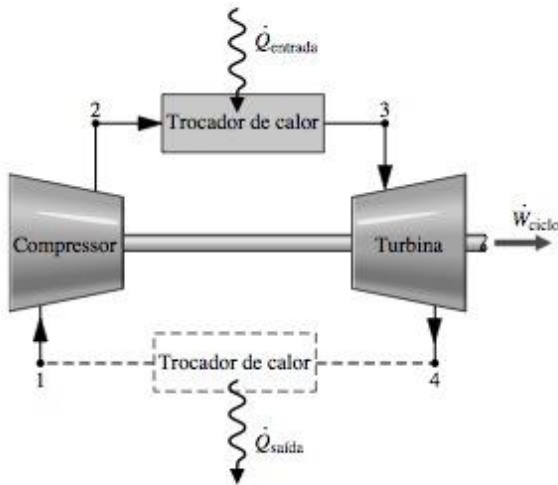 Q̇entrada
2
Trocador de calor
3
Compressor
Turbina
Ẇciclo
1
Trocador de calor
4
Q̇saída